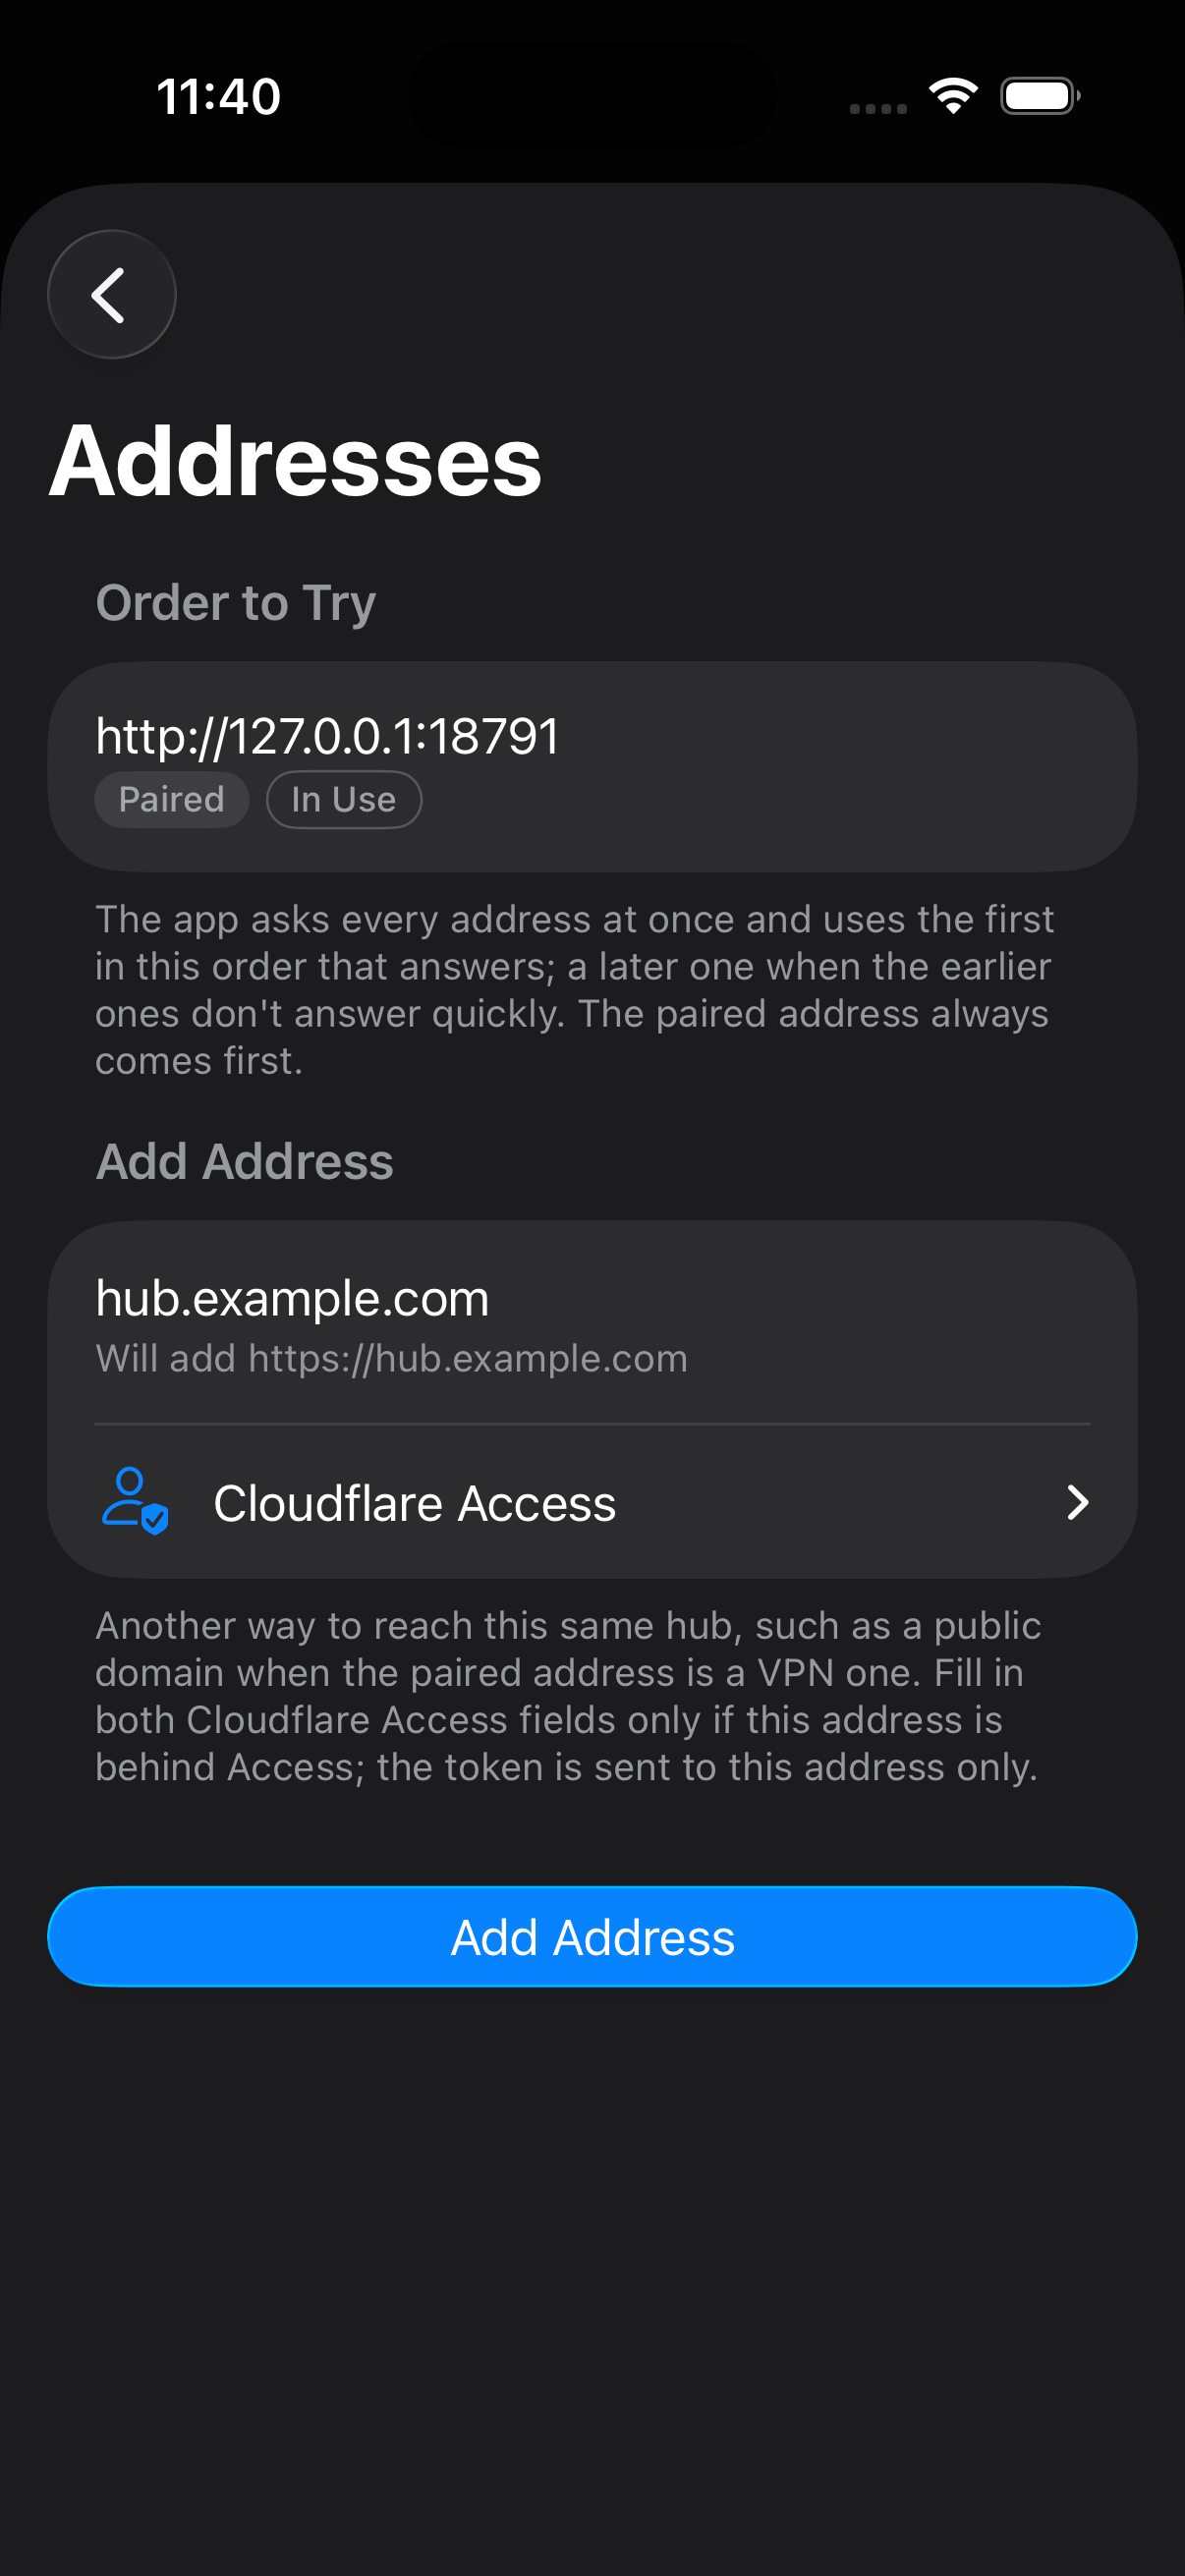 11:40
Addresses
Order to Try
http://127.0.0.1:18791
Paired
In Use
The app asks every address at once and uses the first
in this order that answers; a later one when the earlier
ones don't answer quickly. The paired address always
comes first.
Add Address
hub.example.com
Will add https://hub.example.com
Cloudflare Access
Another way to reach this same hub, such as a public
domain when the paired address is a VPN one. Fill in
both Cloudflare Access fields only if this address is
behind Access; the token is sent to this address only.
Add Address